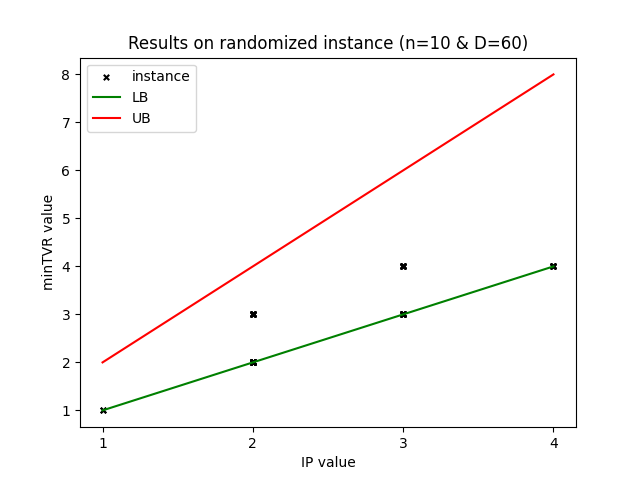 Results on randomized instance (n=10 & D=60)
instance
LB
UB
8
7
6
5
4
3
2
1
minTVR value
1 2 3 4
IP value